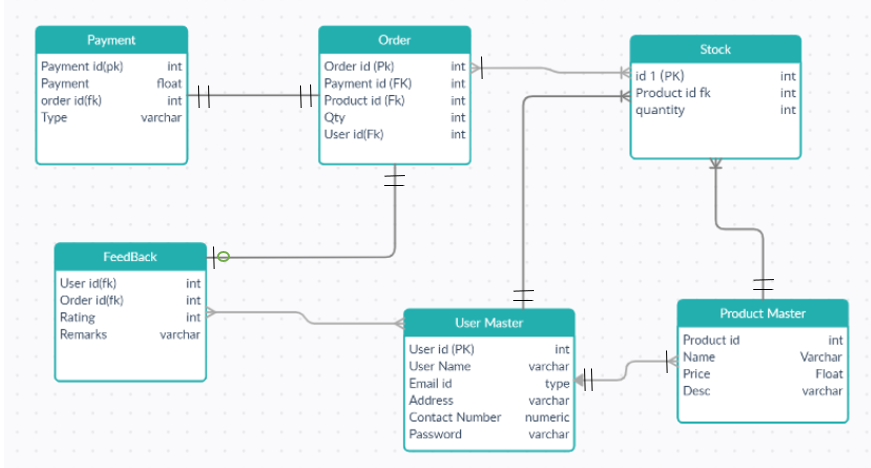 Payment
Payment id(pk) int
Payment float
order id(fk) int
Type varchar
Order
Order id (Pk) int
Payment id (FK) int
Product id (Fk) int
Qty int
User id(Fk) int
Stock
id 1 (PK) int
Product id fk int
quantity int
FeedBack
User id(fk) int
Order id(fk) int
Rating int
Remarks varchar
User Master
User id (PK) int
User Name varchar
Email id type
Address varchar
Contact Number numeric
Password varchar
Product Master
Product id int
Name Varchar
Price Float
Desc varchar